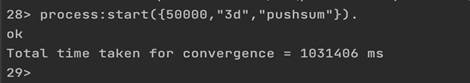 28> process:start({50000,"3d","pushsum"}).
ok
Total time taken for convergence = 1031406 ms
29>